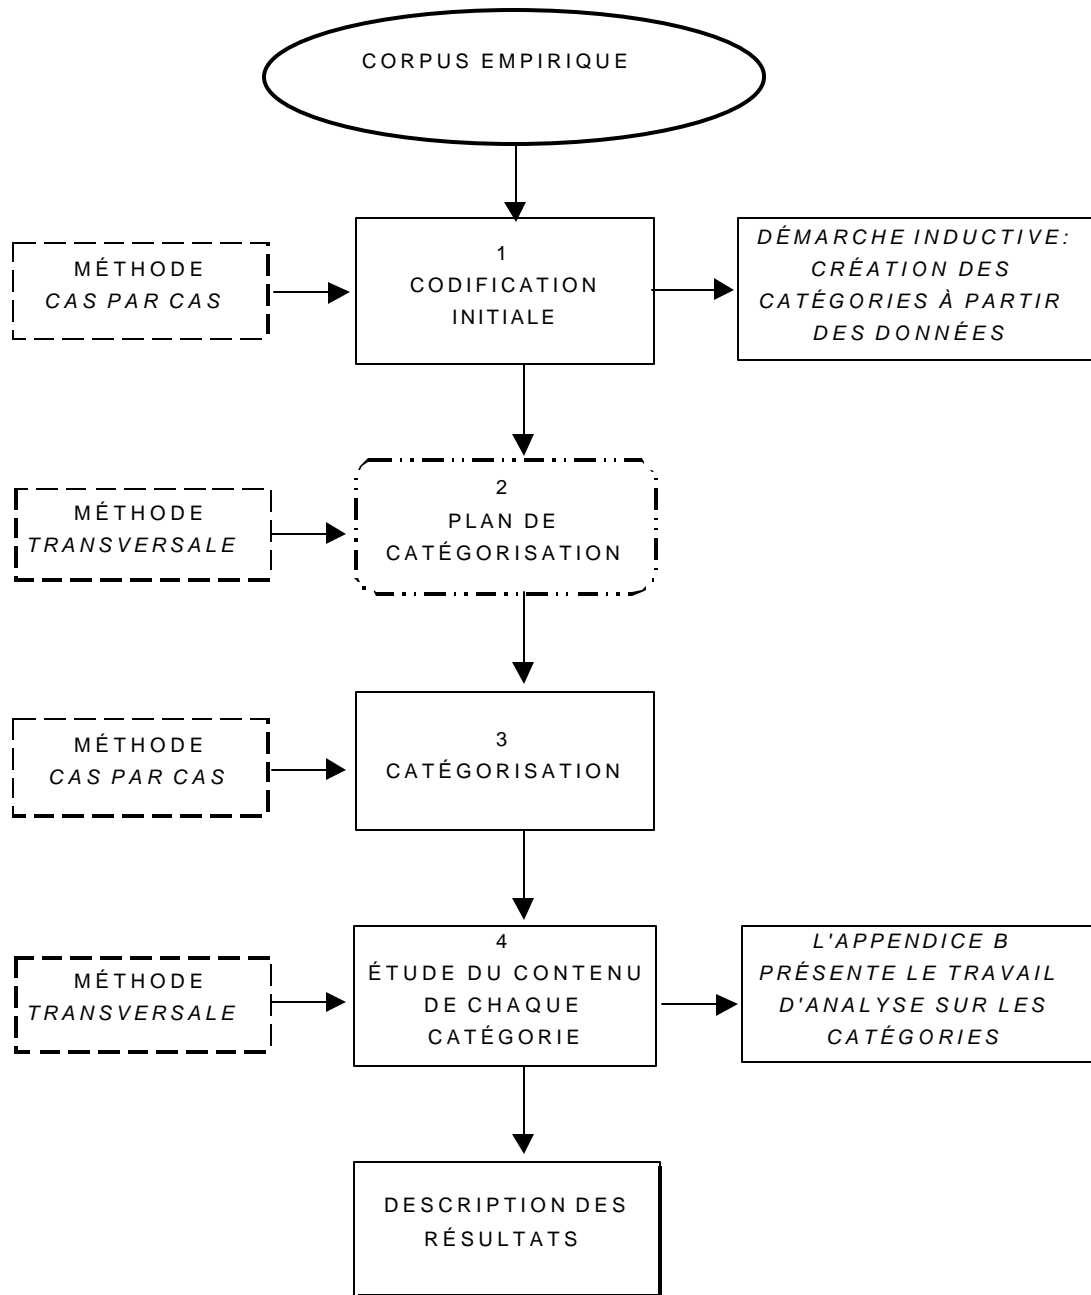 CORPUS EMPIRIQUE
MÉTHODE
CAS PAR CAS
1
CODIFICATION
INITIALE
DÉMARCHE INDUCTIVE:
CRÉATION DES
CATÉGORIES À PARTIR
DES DONNÉES
MÉTHODE
TRANSVERSALE
2
PLAN DE
CATÉGORISATION
MÉTHODE
CAS PAR CAS
3
CATÉGORISATION
MÉTHODE
TRANSVERSALE
4
ÉTUDE DU CONTENU
DE CHAQUE
CATÉGORIE
L'APPENDICE B
PRÉSENTE LE TRAVAIL
D'ANALYSE SUR LES
CATÉGORIES
DESCRIPTION DES
RÉSULTATS